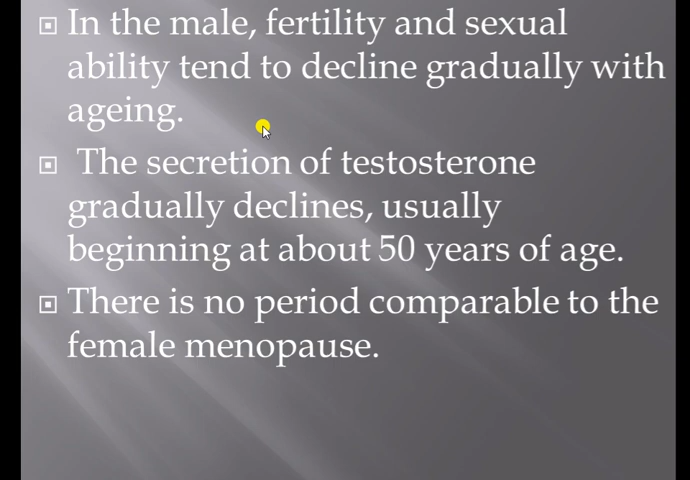 In the male, fertility and sexual
ability tend to decline gradually with
ageing.
The secretion of testosterone
gradually declines, usually
beginning at about 50 years of age.
There is no period comparable to the
female menopause.